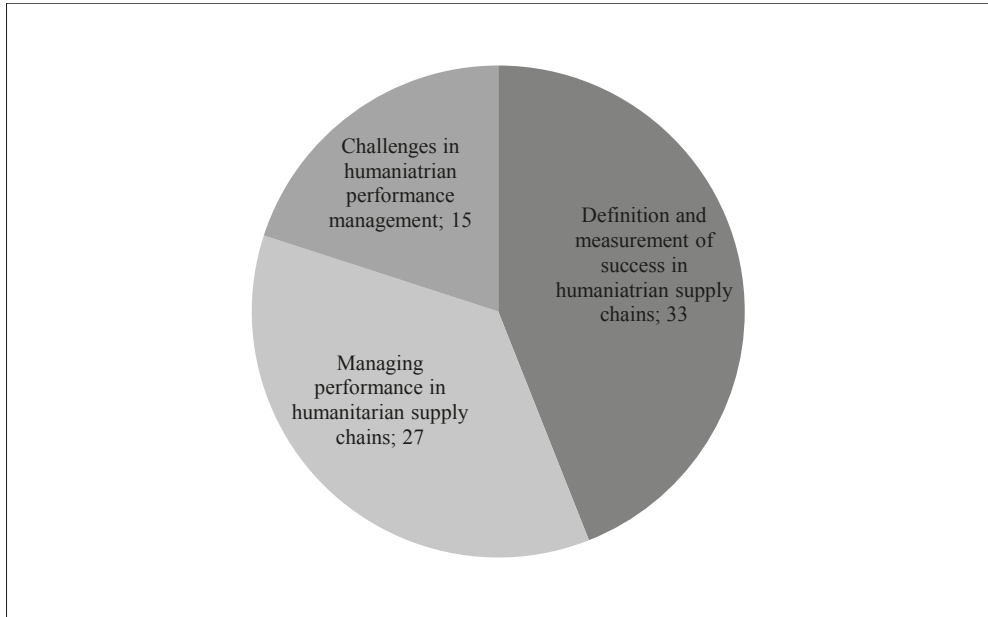 Challenges in
humaniatrian
performance
management; 15
Definition and
measurement of
success in
humaniatrian supply
chains; 33
Managing
performance in
humanitarian supply
chains; 27